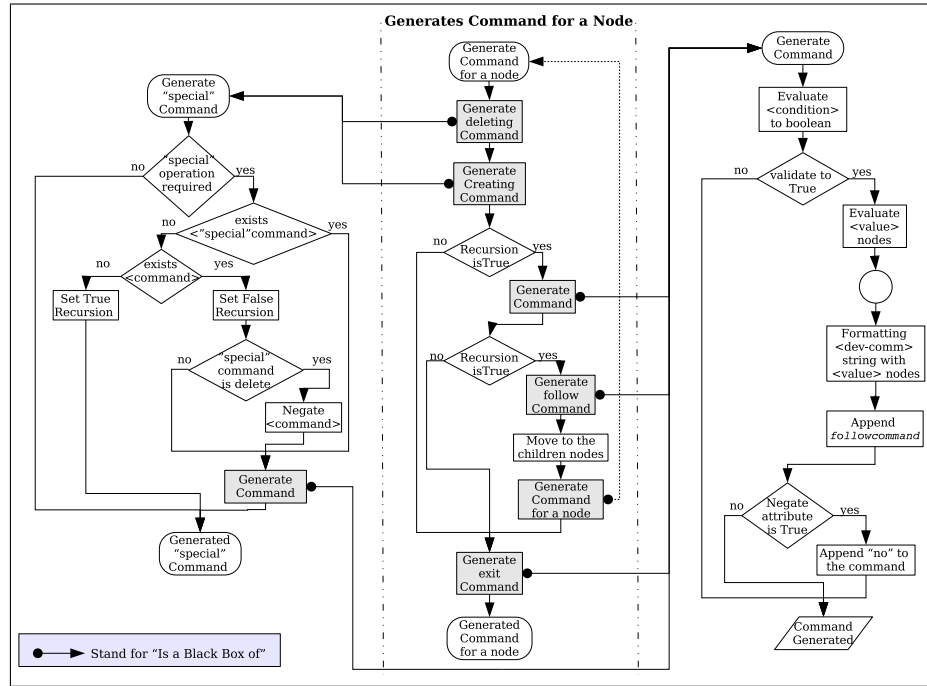 Generates Command for a Node
Generate
"special"
Command
"special"
operation
required
no
yes
exists
<"special"command>
no
yes
exists
<command>
no
yes
Set True
Recursion
Set False
Recursion
"special"
command
is delete
no
yes
Negate
<command>
Generate
Command
Generated
"special"
Command
Generate
Command
for a node
Generate
deleting
Command
Generate
Creating
Command
Recursion
isTrue
no
yes
Generate
Command
Recursion
isTrue
no
yes
Generate
follow
Command
Move to the
children nodes
Generate
Command
for a node
Generate
exit
Command
Generated
Command
for a node
Generate
Command
Evaluate
<condition>
to boolean
validate to
True
no
yes
Evaluate
<value>
nodes
Formatting
<dev-comm>
string with
<value> nodes
Append
followcommand
Negate
attribute
is True
no
yes
Append "no" to
the command
Command
Generated
Stand for "Is a Black Box of"